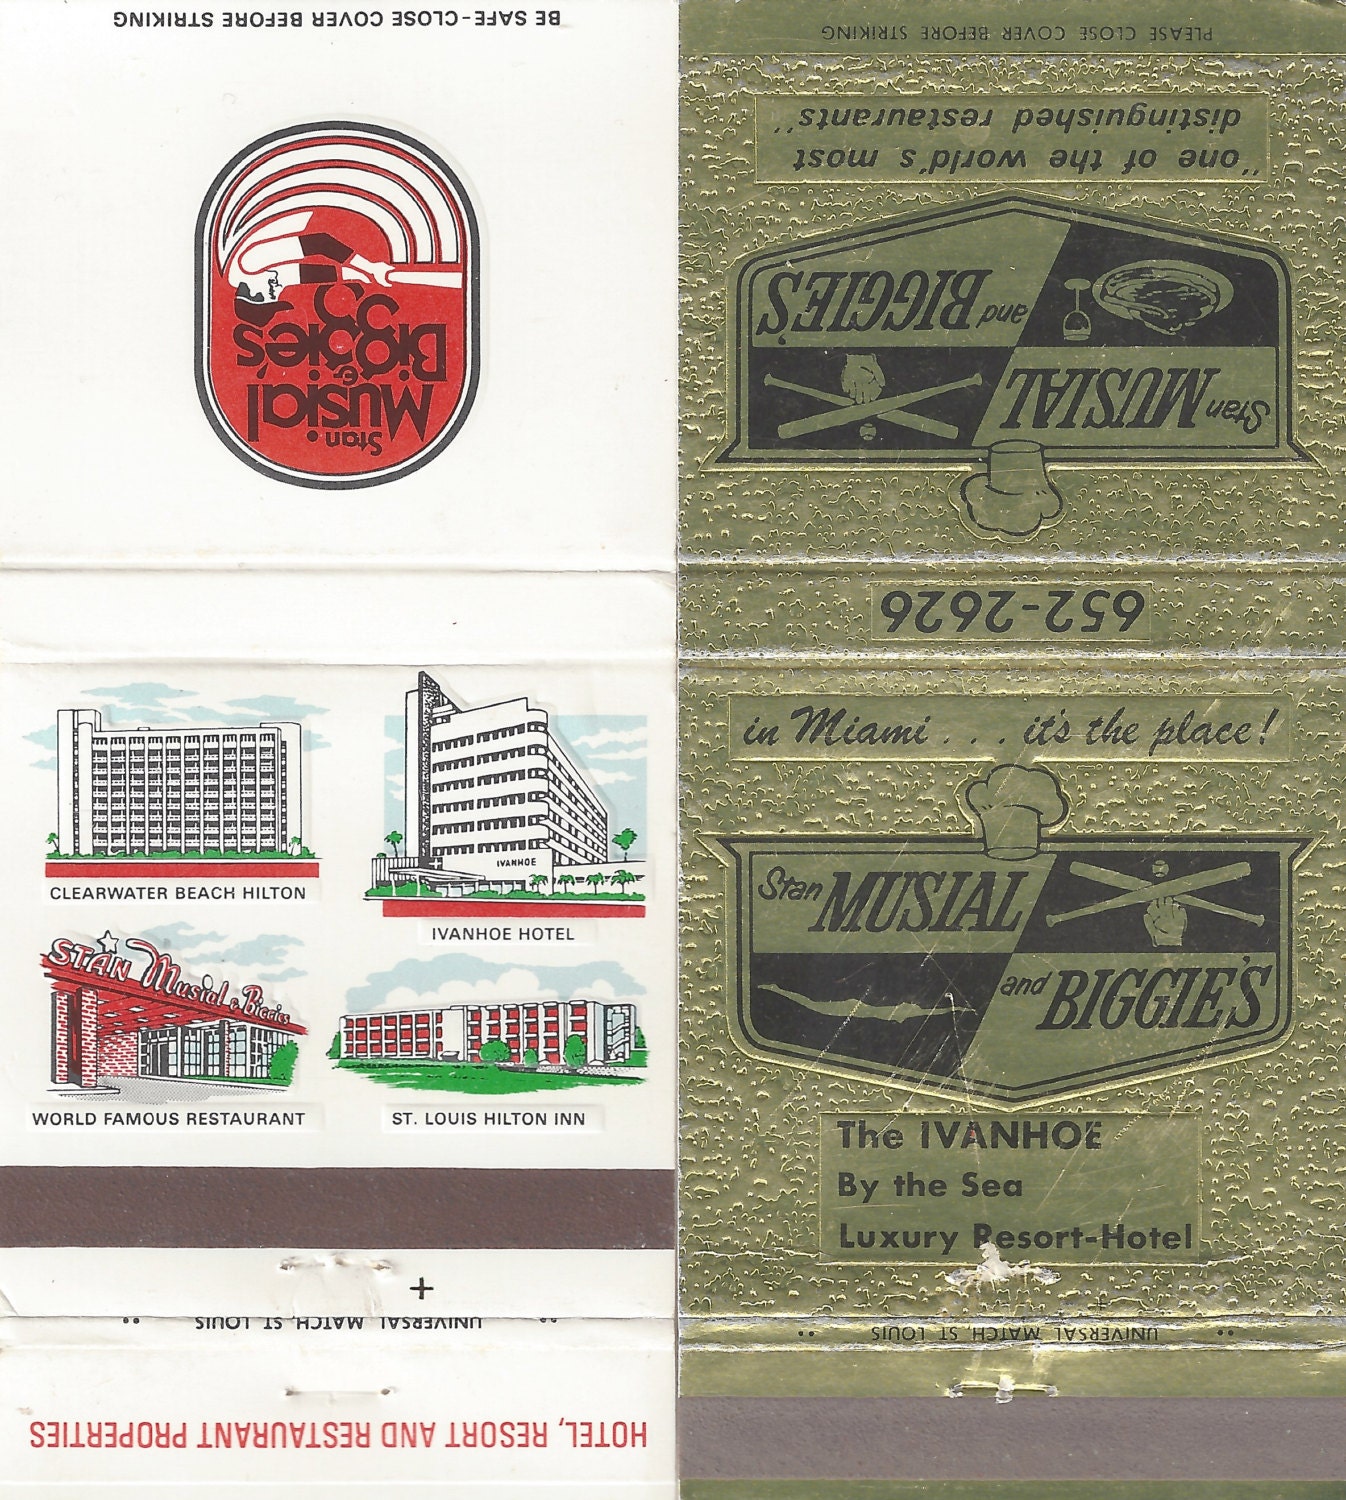 BE SAFE - CLOSE COVER BEFORE STRIKING
Stan
Musial
&
Biggie's
CLEARWATER BEACH HILTON
IVANHOE
IVANHOE HOTEL
STAN Musial & Biggies
WORLD FAMOUS RESTAURANT
ST. LOUIS HILTON INN
+
UNIVERSAL MATCH, ST. LOUIS
HOTEL, RESORT AND RESTAURANT PROPERTIES
PLEASE CLOSE COVER BEFORE STRIKING
"one of the world's most
distinguished restaurants"
Stan MUSIAL
and BIGGIE'S
652-2626
in Miami . . . it's the place!
Stan MUSIAL
and BIGGIE'S
The IVANHOE
By the Sea
Luxury Resort-Hotel
UNIVERSAL MATCH, ST. LOUIS